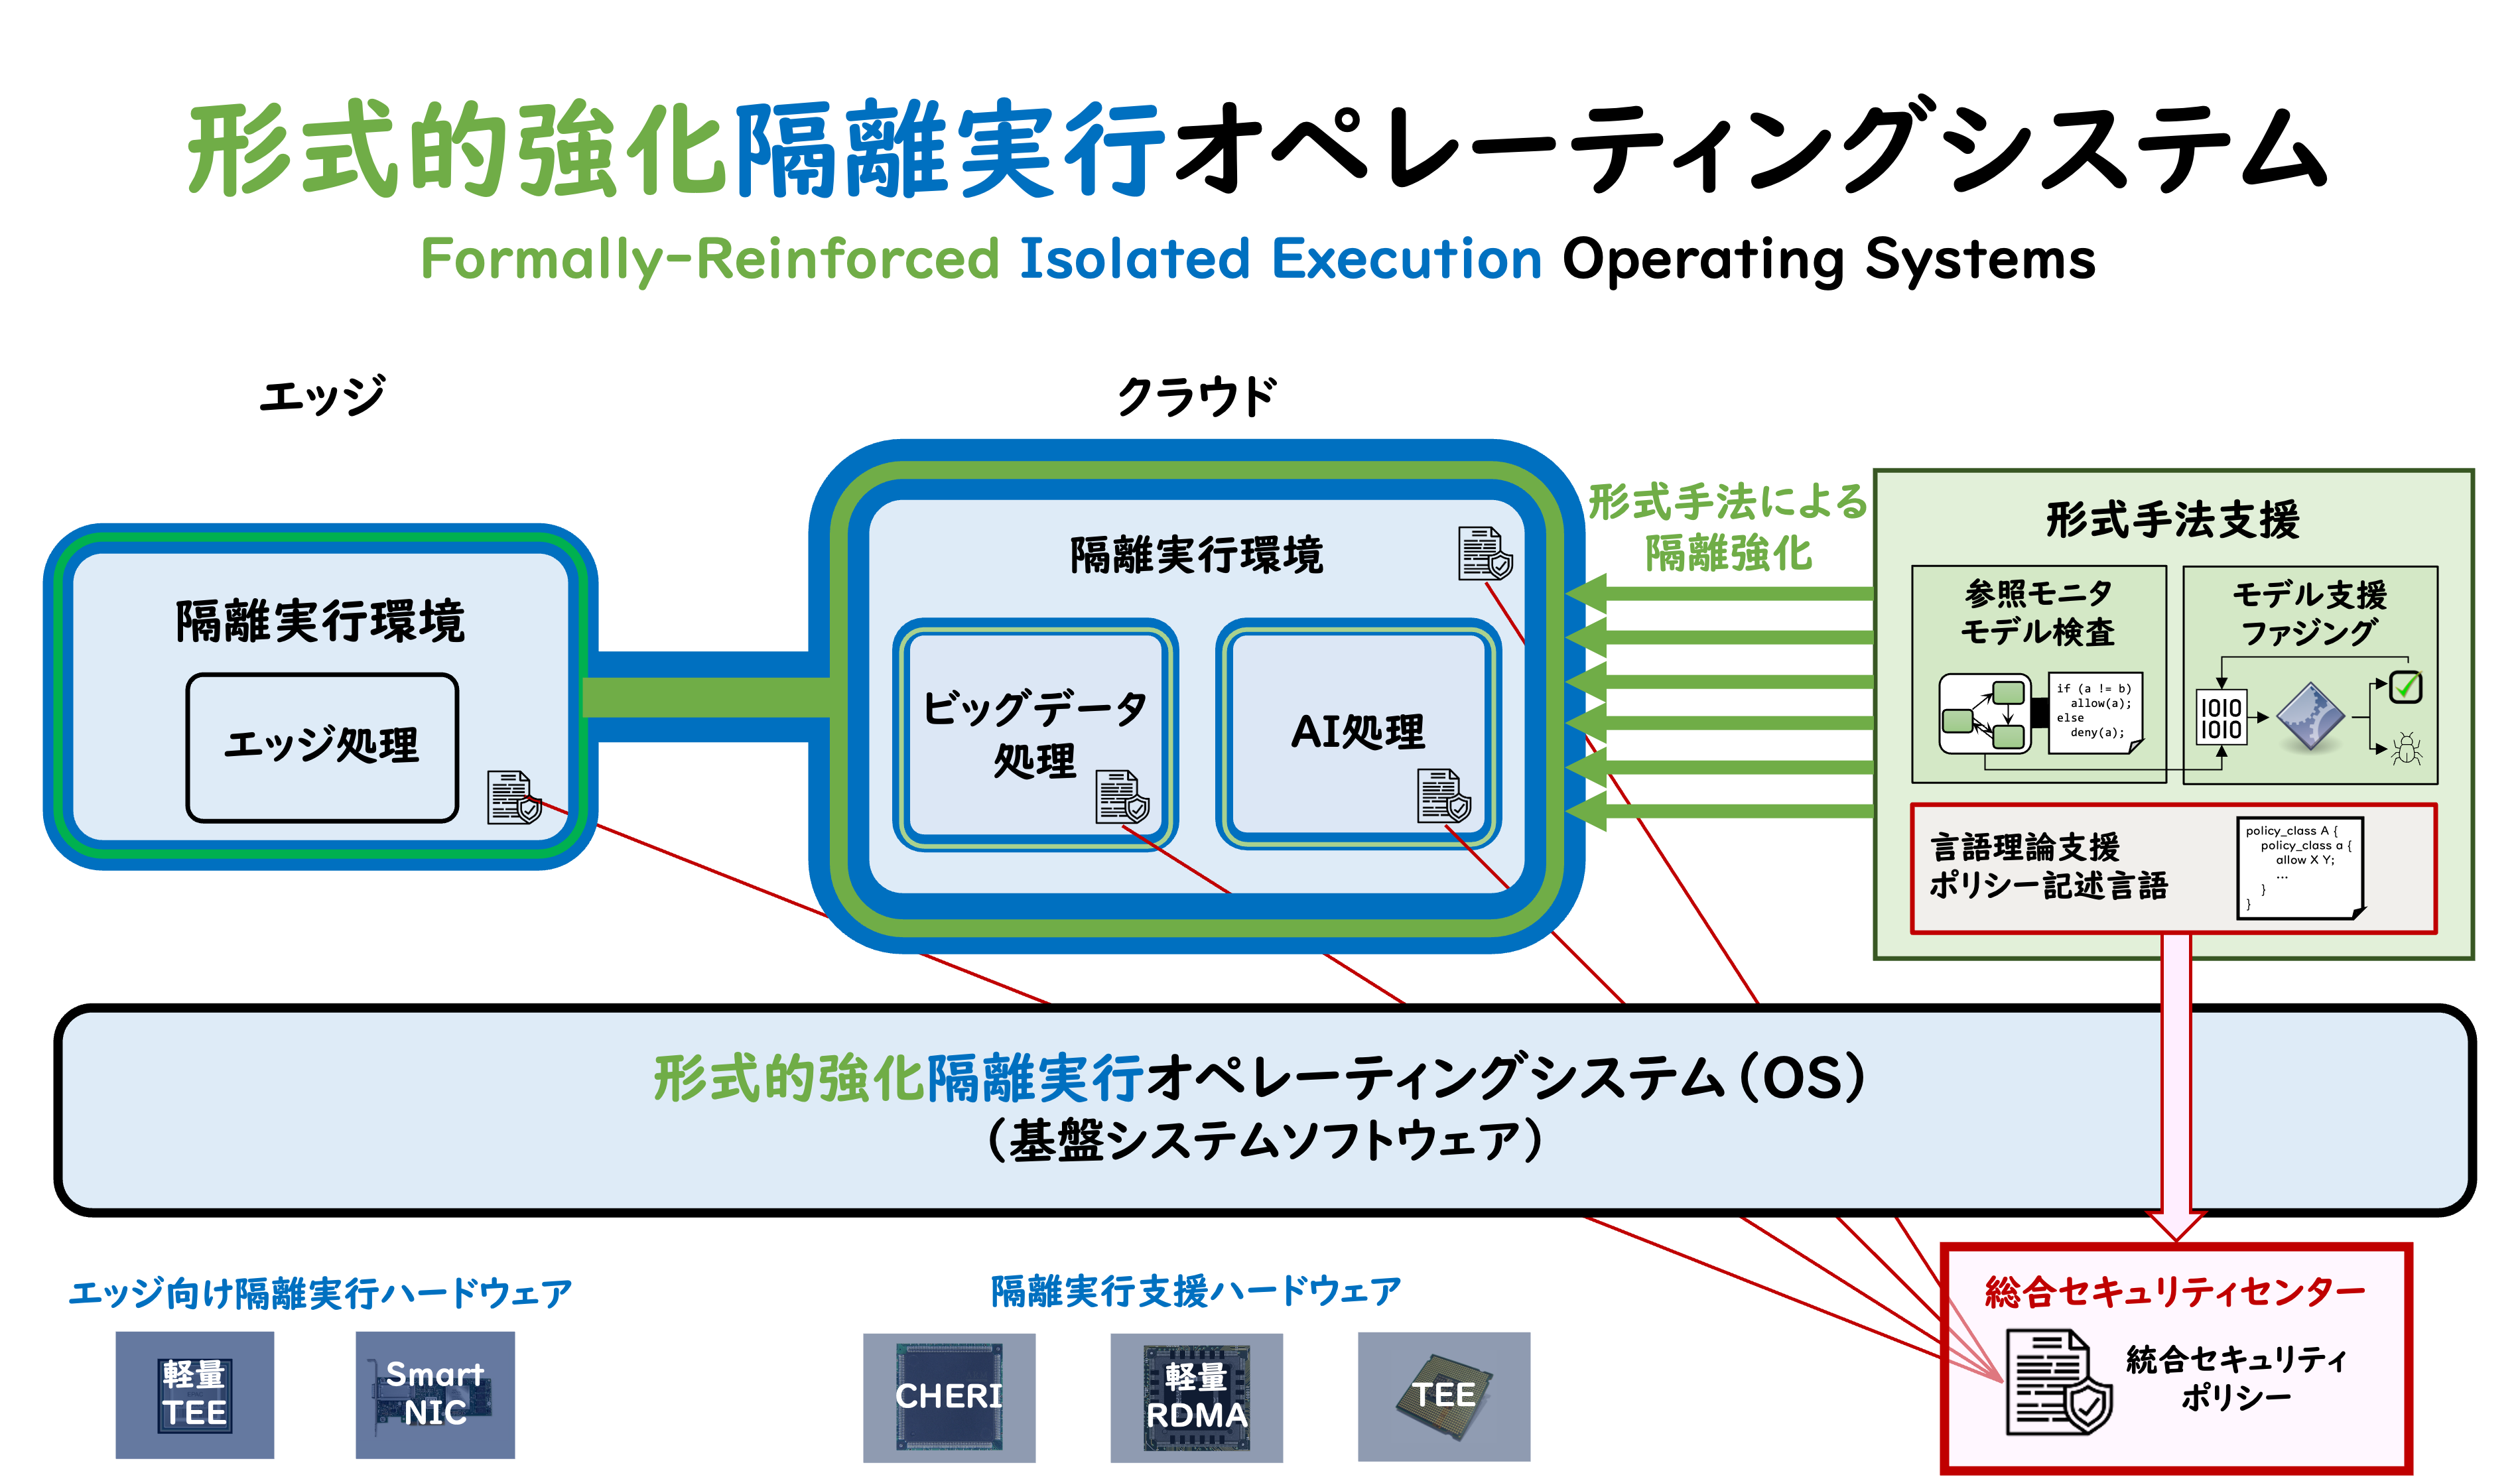 形式的強化隔離実行オペレーティングシステム
Formally-Reinforced Isolated Execution Operating Systems
エッジ
クラウド
隔離実行環境
エッジ処理
隔離実行環境
ビッグデータ
処理
AI処理
形式手法による
隔離強化
形式手法支援
参照モニタ
モデル検査
if (a != b)
allow(a);
else
deny(a);
モデル支援
ファジング
1010
1010
言語理論支援
ポリシー記述言語
policy_class A {
policy_class a {
allow X Y;
...
}
}
形式的強化隔離実行オペレーティングシステム（OS）
（基盤システムソフトウェア）
エッジ向け隔離実行ハードウェア
軽量
TEE
Smart
NIC
隔離実行支援ハードウェア
CHERI
軽量
RDMA
TEE
総合セキュリティセンター
統合セキュリティ
ポリシー